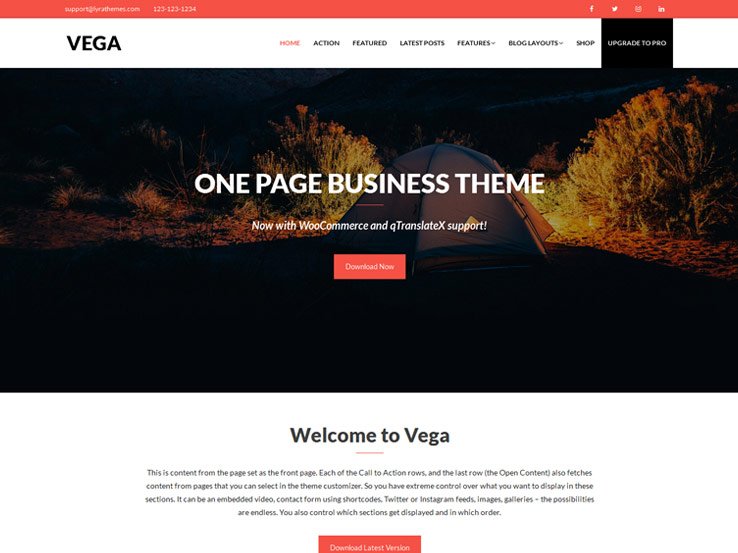 support@lyrathemes.com 123-123-1234
VEGA
HOME ACTION FEATURED LATEST POSTS FEATURES BLOG LAYOUTS SHOP UPGRADE TO PRO
ONE PAGE BUSINESS THEME
Now with WooCommerce and qTranslateX support!
Download Now
Welcome to Vega
This is content from the page set as the front page. Each of the Call to Action rows, and the last row (the Open Content) also fetches
content from pages that you can select in the theme customizer. So you have extreme control over what you want to display in these
sections. It can be an embedded video, contact form using shortcodes, Twitter or Instagram feeds, images, galleries – the possibilities
are endless. You also control which sections get displayed and in which order.
Download Latest Version